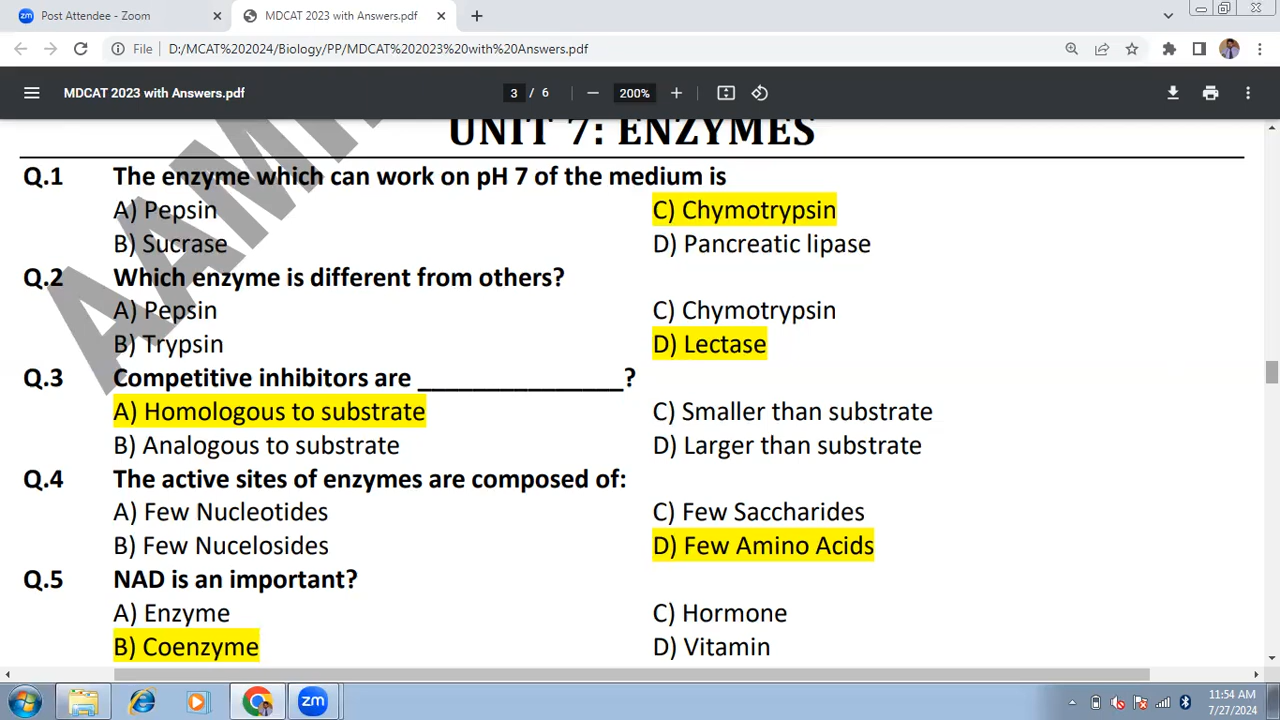 Post Attendee - Zoom
MDCAT 2023 with Answers.pdf
File
D:/MCAT%202024/Biology/PP/MDCAT%202023%20with%20Answers.pdf
MDCAT 2023 with Answers.pdf
3 / 6
200%
UNIT 7: ENZYMES
Q.1 The enzyme which can work on pH 7 of the medium is
A) Pepsin C) Chymotrypsin
B) Sucrase D) Pancreatic lipase
Q.2 Which enzyme is different from others?
A) Pepsin C) Chymotrypsin
B) Trypsin D) Lectase
Q.3 Competitive inhibitors are _______________?
A) Homologous to substrate C) Smaller than substrate
B) Analogous to substrate D) Larger than substrate
Q.4 The active sites of enzymes are composed of:
A) Few Nucleotides C) Few Saccharides
B) Few Nucelosides D) Few Amino Acids
Q.5 NAD is an important?
A) Enzyme C) Hormone
B) Coenzyme D) Vitamin
zm
11:54 AM
7/27/2024